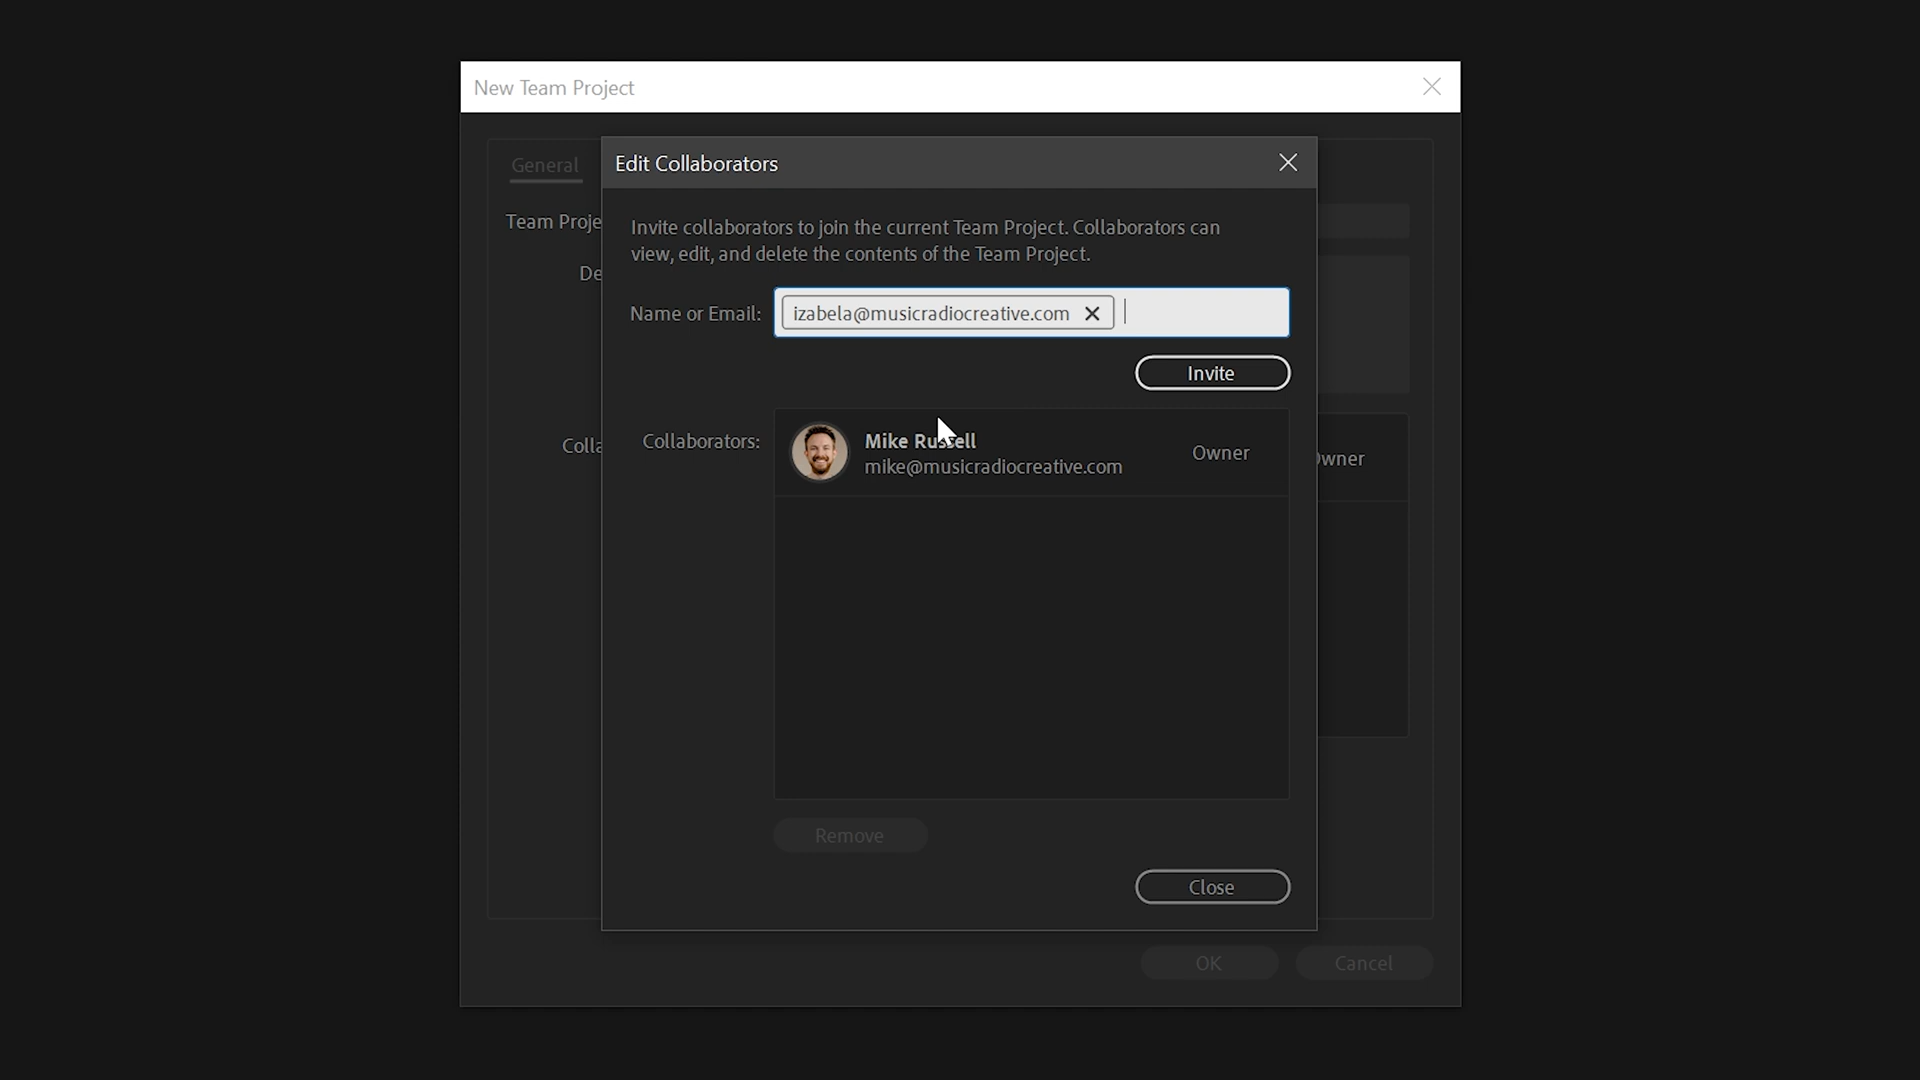 New Team Project
General
Edit Collaborators
Team Proje
Invite collaborators to join the current Team Project. Collaborators can
view, edit, and delete the contents of the Team Project.
De
Name or Email: izabela@musicradiocreative.com
Invite
Colla
Collaborators:
Mike Russell
mike@musicradiocreative.com
Owner
Owner
Remove
Close
OK
Cancel